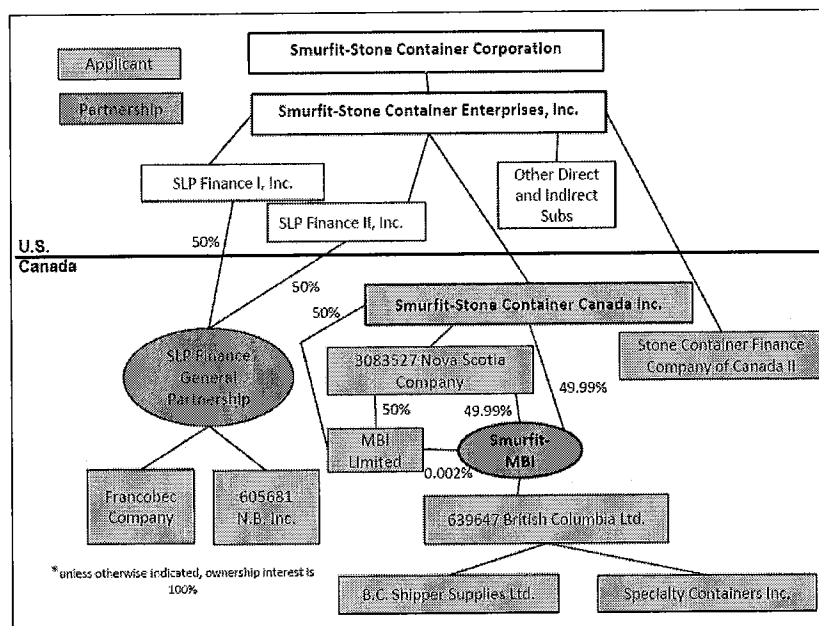 Smurfit-Stone Container Corporation
Applicant
Partnership
Smurfit-Stone Container Enterprises, Inc.
SLP Finance I, Inc.
Other Direct
and Indirect
Subs
SLP Finance II, Inc.
U.S.
50%
Canada
50%
50%
Smurfit-Stone Container Canada Inc.
SLP Finance
General
Partnership
3083527 Nova Scotia
Company
Stone Container Finance
Company of Canada II
49.99%
50%
49.99%
MBI
Limited
Smurfit-
MBI
0.002%
Francobec
Company
605681
N.B. Inc.
639647 British Columbia Ltd.
*unless otherwise indicated, ownership interest is
100%
B.C. Shipper Supplies Ltd.
Specialty Containers Inc.